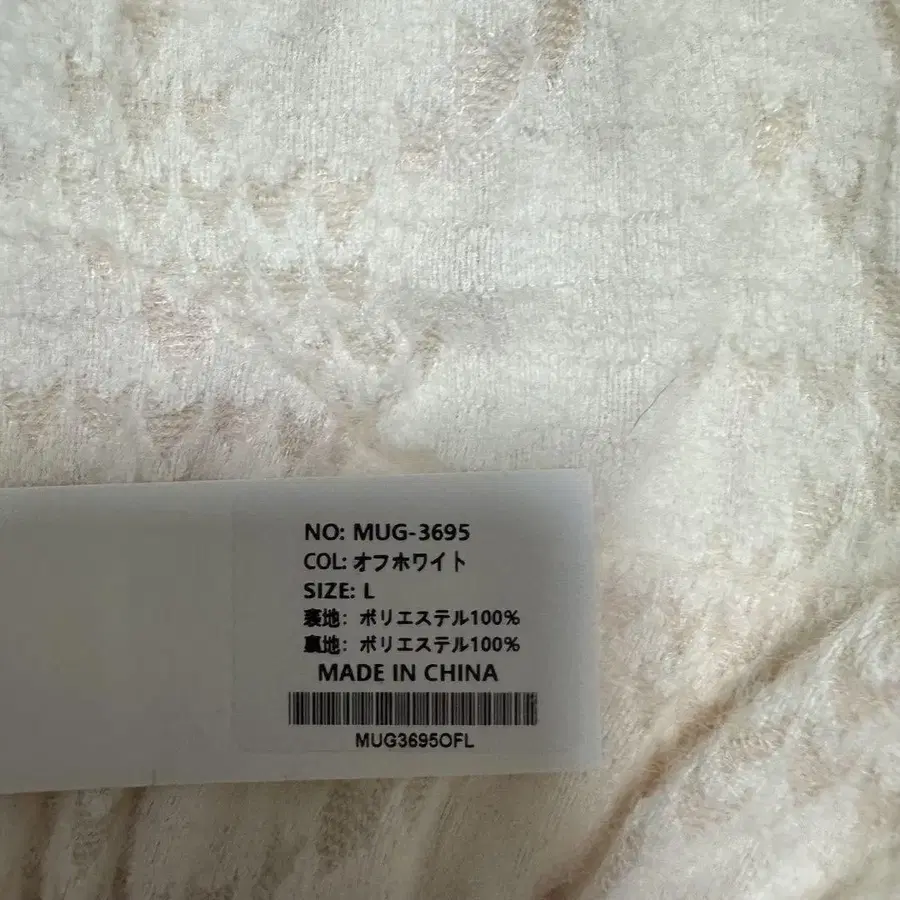 NO: MUG-3695
COL: オフホワイト
SIZE: L
表地: ポリエステル100%
裏地: ポリエステル100%
MADE IN CHINA
MUG3695OFL